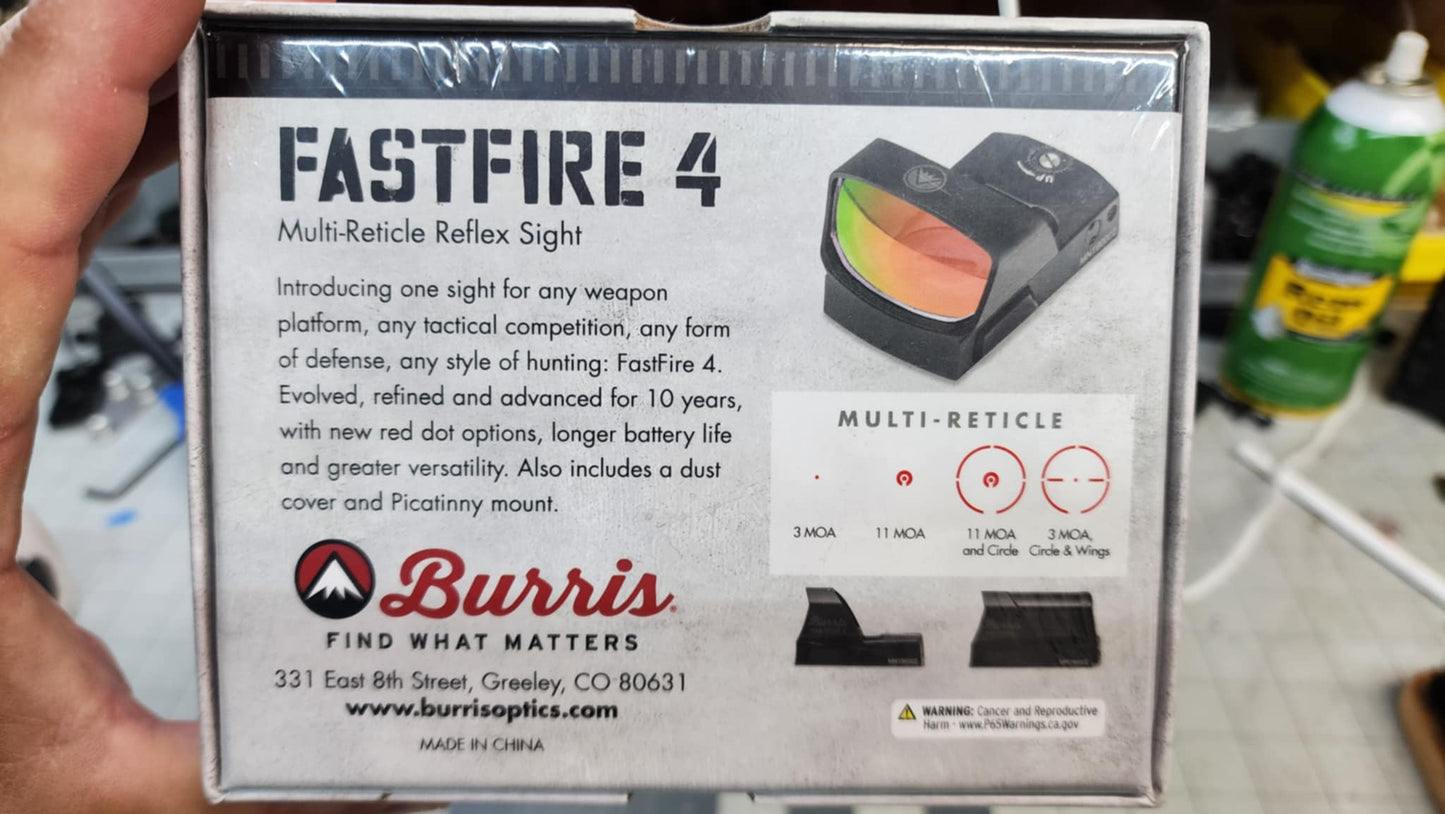 FASTFIRE 4
Multi-Reticle Reflex Sight
Introducing one sight for any weapon
platform, any tactical competition, any form
of defense, any style of hunting: FastFire 4.
Evolved, refined and advanced for 10 years,
with new red dot options, longer battery life
and greater versatility. Also includes a dust
cover and Picatinny mount.
Burris
FIND WHAT MATTERS
331 East 8th Street, Greeley, CO 80631
www.burrisoptics.com
MADE IN CHINA
UP
MULTI-RETICLE
3 MOA
11 MOA
11 MOA
and Circle
3 MOA,
Circle & Wings
Burris
WARNING: Cancer and Reproductive
Harm - www.P65Warnings.ca.gov